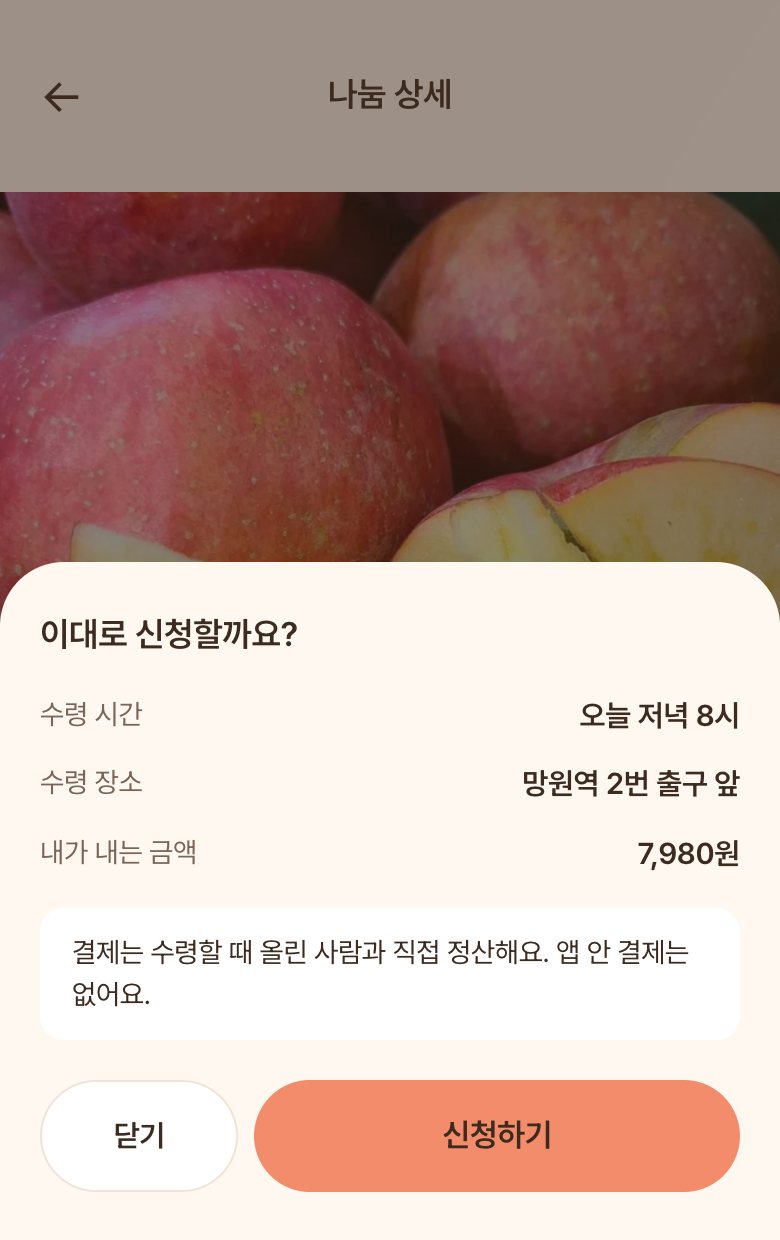 나눔 상세
이대로 신청할까요?
수령 시간 오늘 저녁 8시
수령 장소 망원역 2번 출구 앞
내가 내는 금액 7,980원
결제는 수령할 때 올린 사람과 직접 정산해요. 앱 안 결제는
없어요.
닫기 신청하기